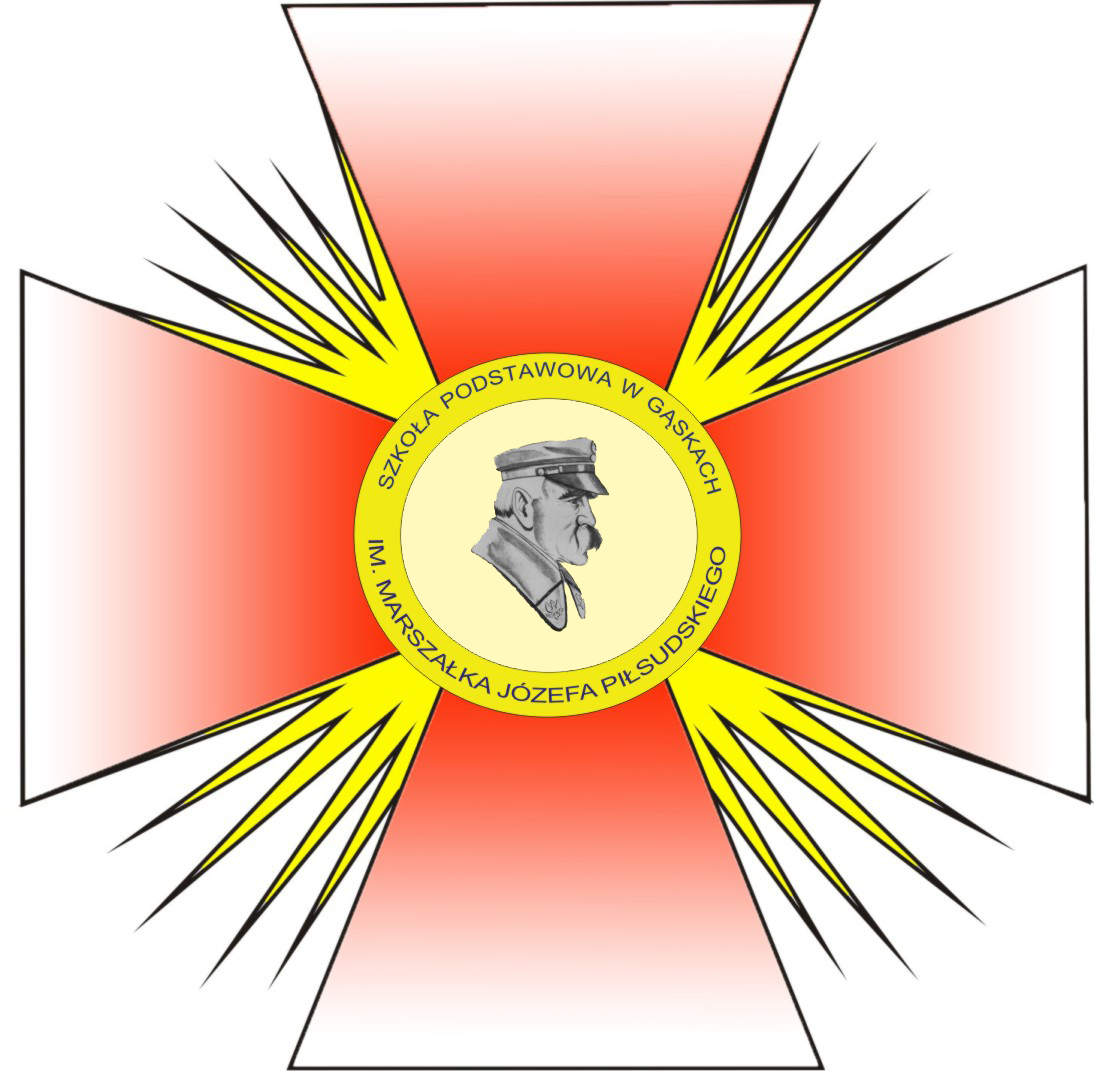 SZKOŁA PODSTAWOWA W GĄSKACH
IM. MARSZAŁKA JÓZEFA PIŁSUDSKIEGO